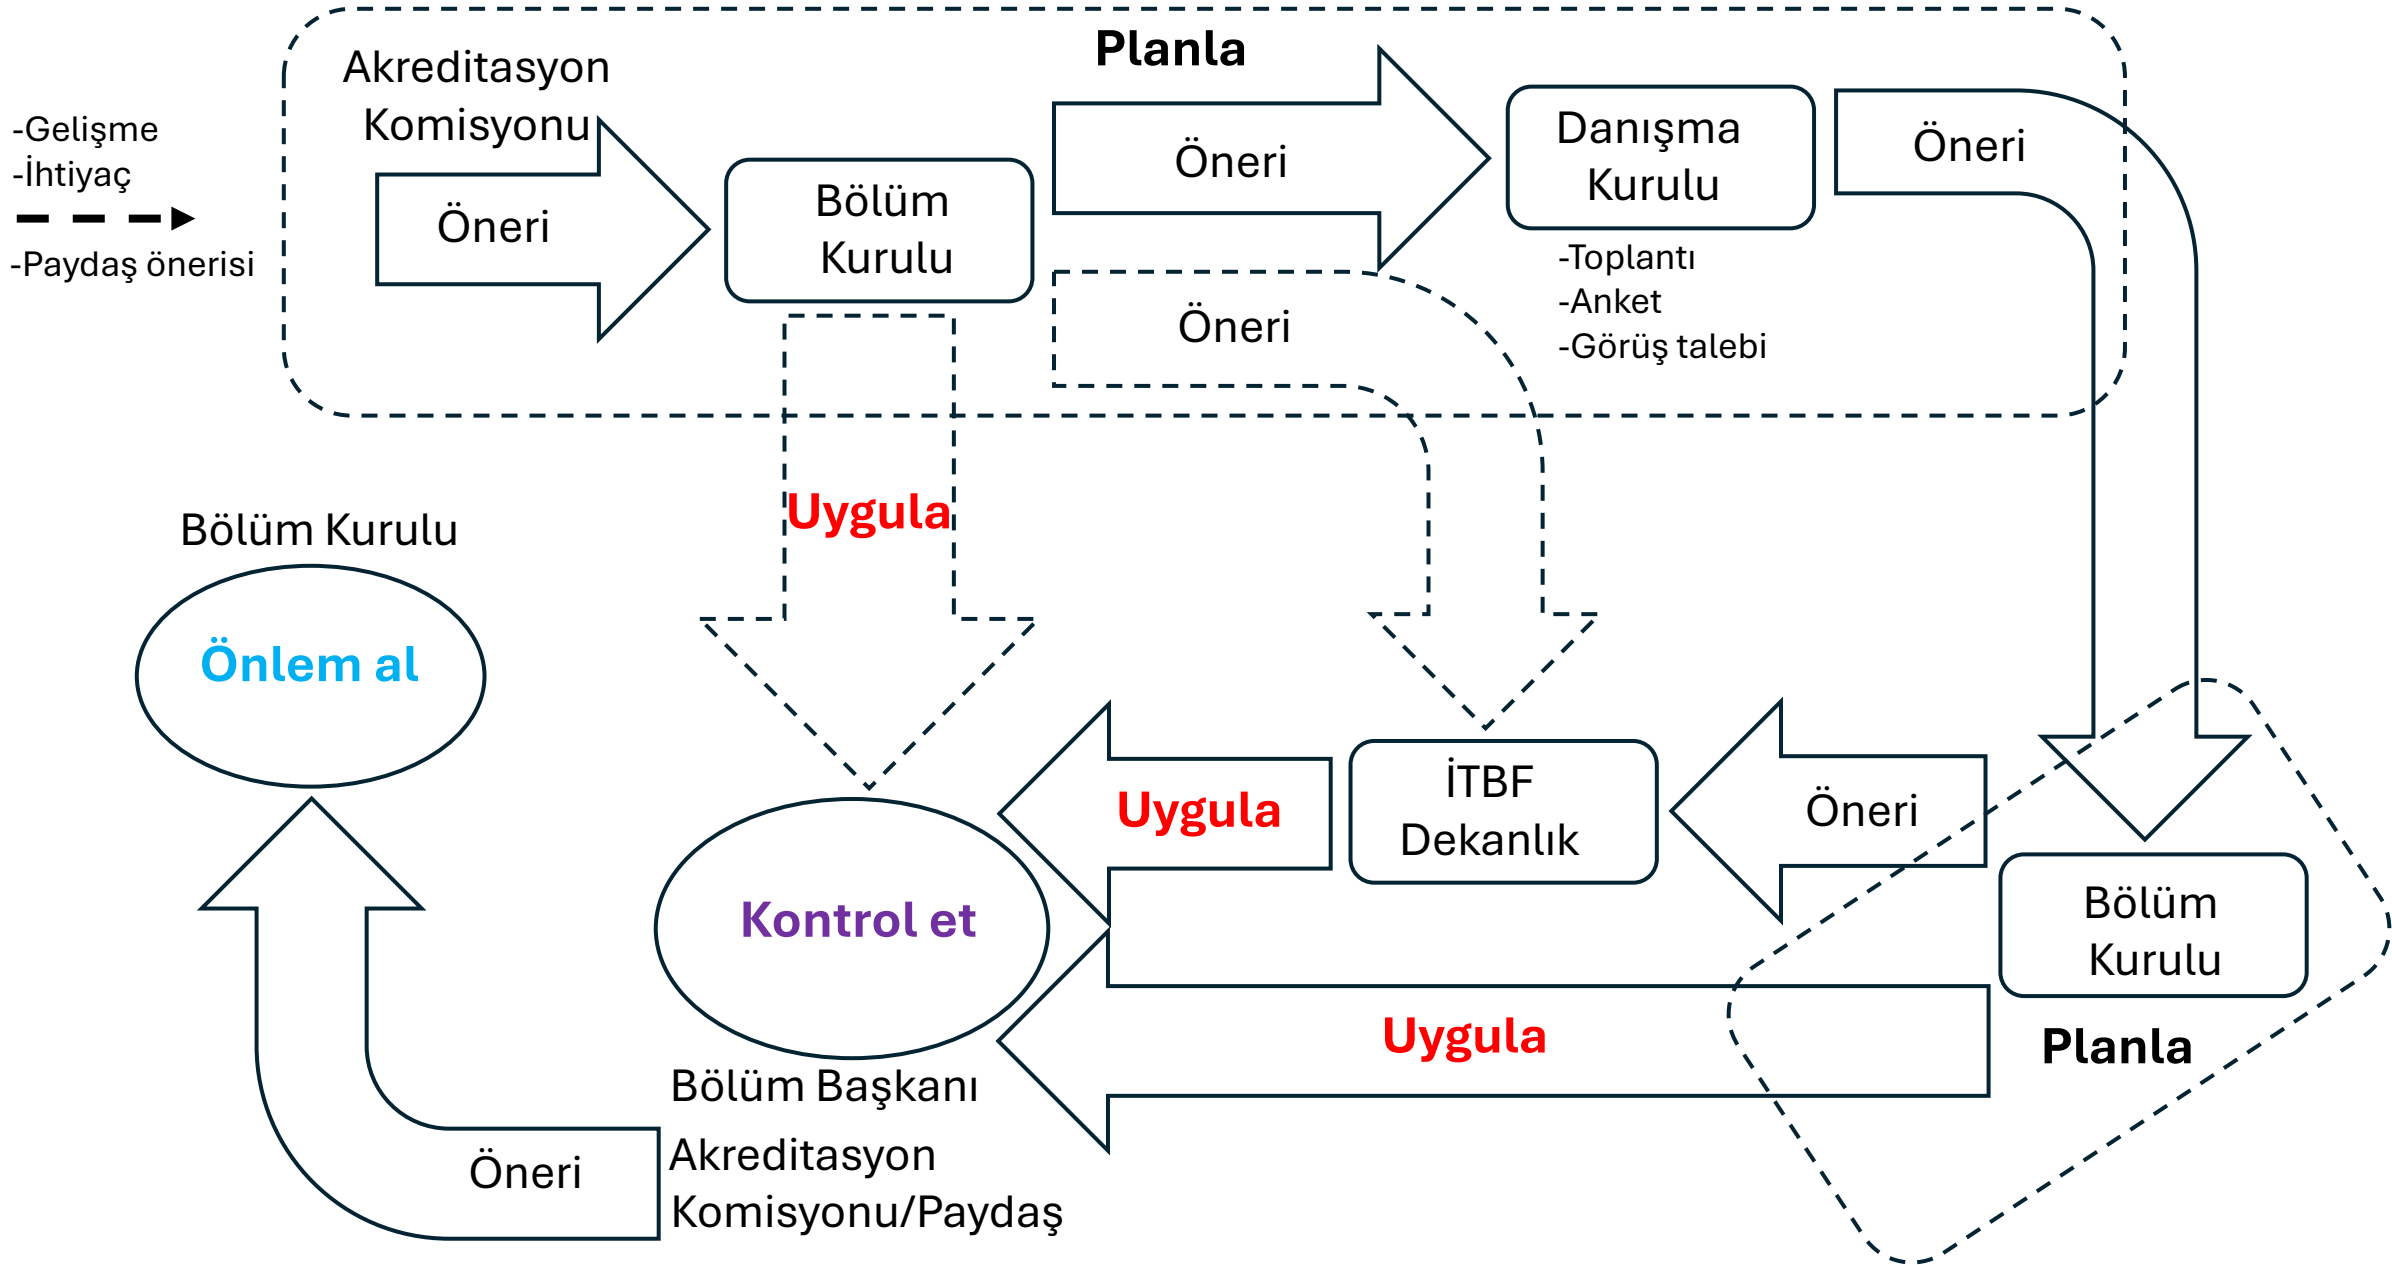 Planla
Akreditasyon
Komisyonu
-Gelişme
-İhtiyaç
-Paydaş önerisi
Öneri
Bölüm
Kurulu
Öneri
Danışma
Kurulu
Öneri
-Toplantı
-Anket
-Görüş talebi
Öneri
Uygula
Bölüm Kurulu
Önlem al
Uygula
İTBF
Dekanlık
Öneri
Bölüm
Kurulu
Planla
Kontrol et
Uygula
Bölüm Başkanı
Akreditasyon
Komisyonu/Paydaş
Öneri